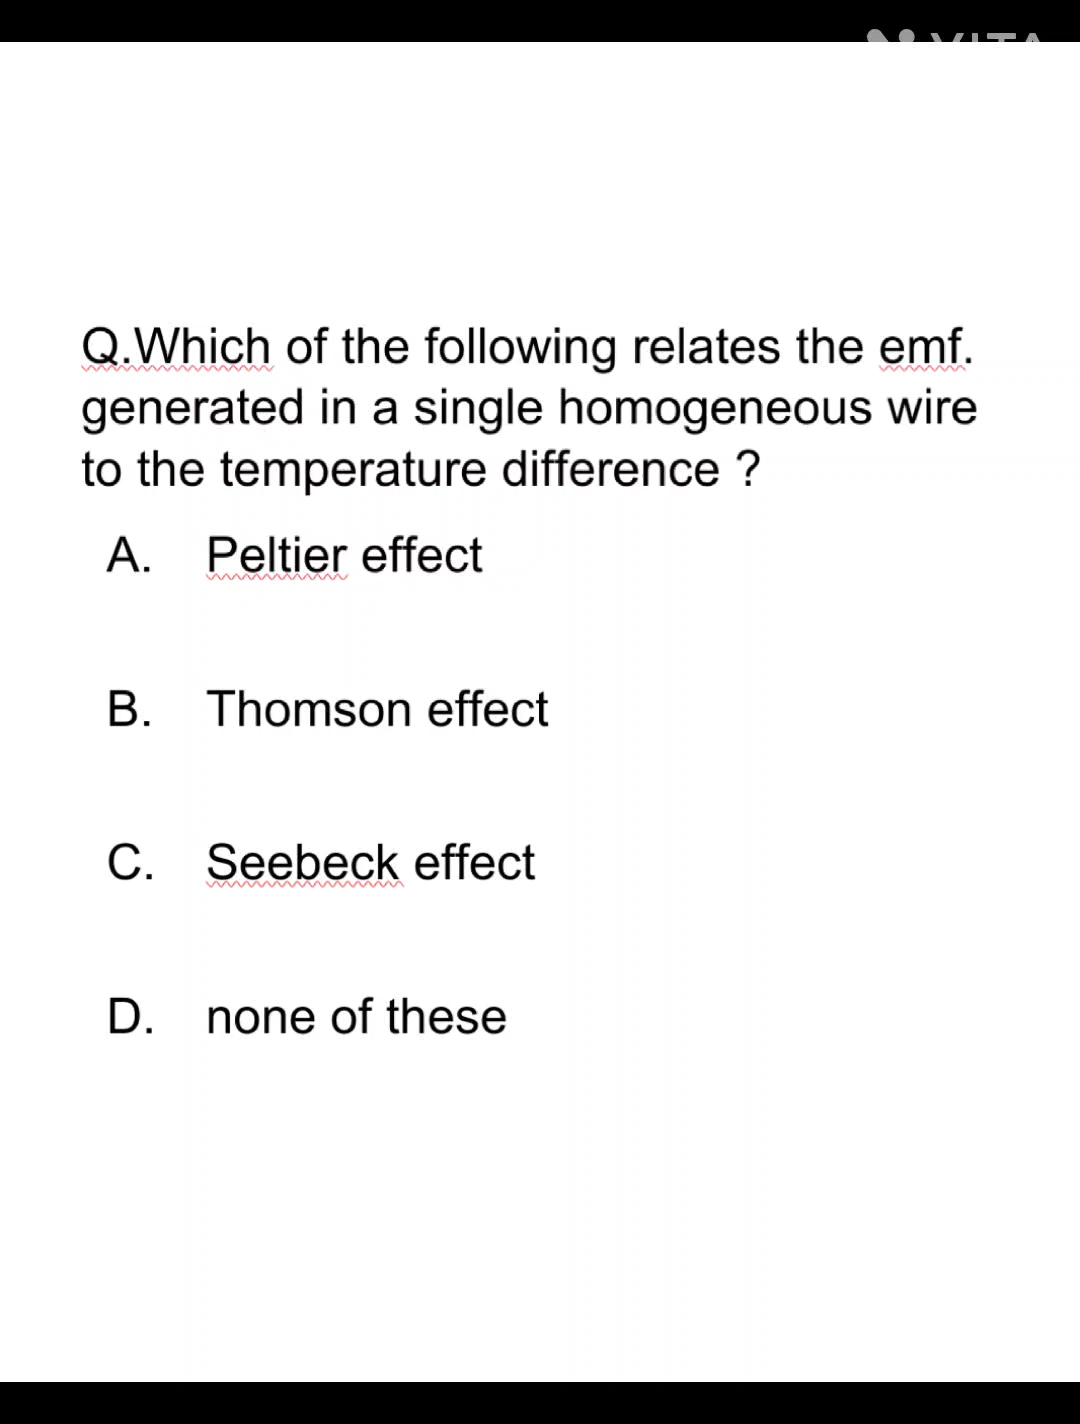 Q.Which of the following relates the emf.
generated in a single homogeneous wire
to the temperature difference ?
A. Peltier effect
B. Thomson effect
C. Seebeck effect
D. none of these